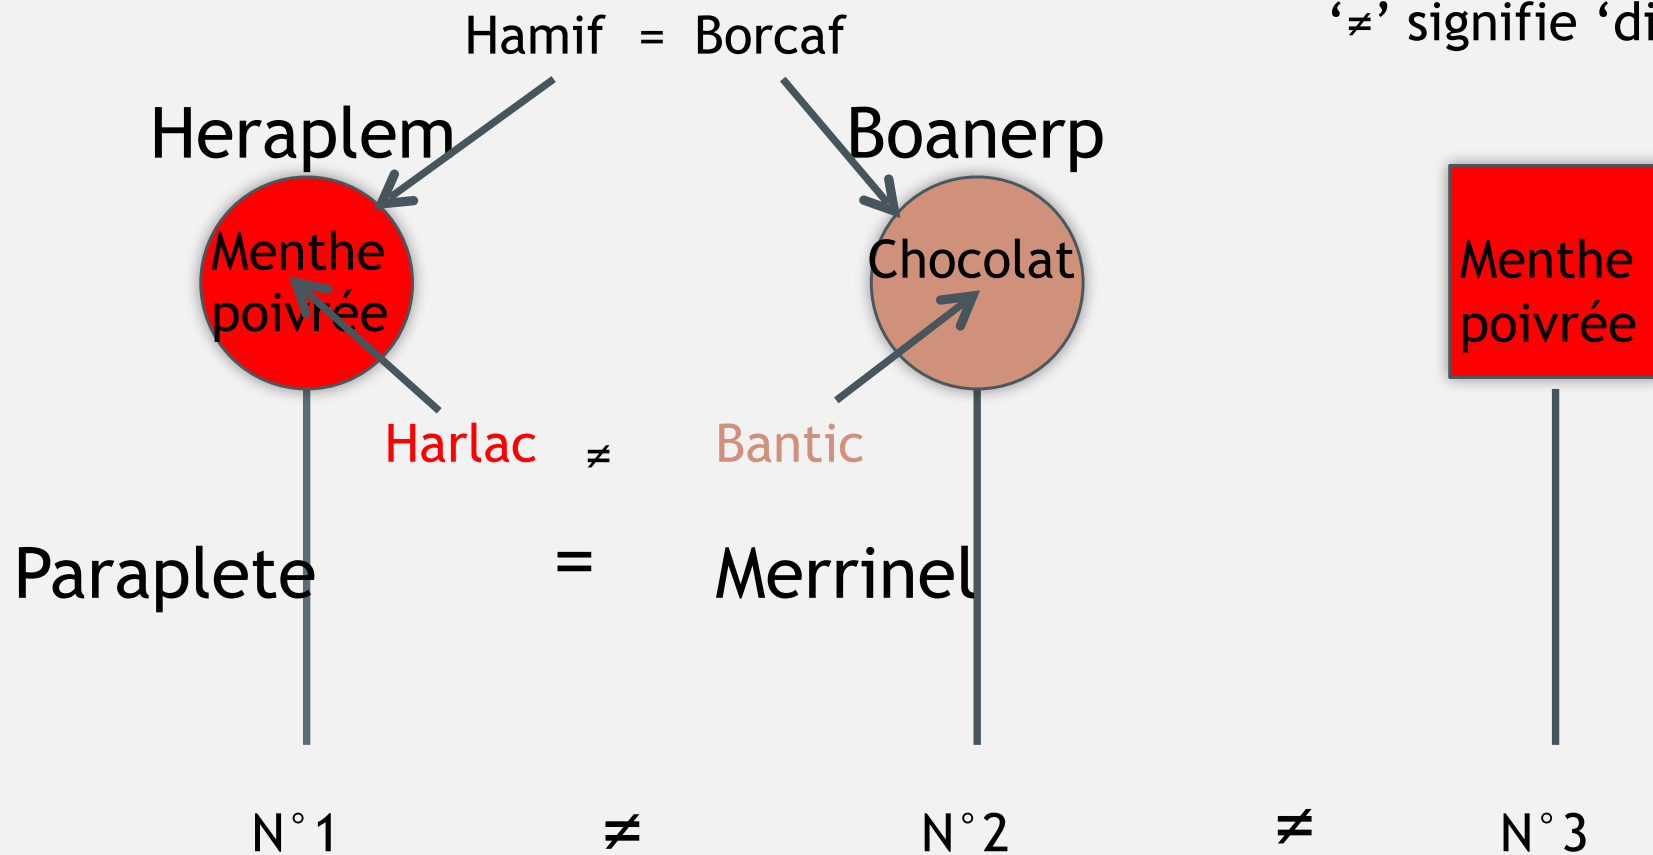 Hamif = Borcaf
‘≠’ signifie ‘di
Heraplem
Boanerp
Menthe
poivrée
Chocolat
Menthe
poivrée
Harlac ≠ Bantic
Paraplete = Merrinel
N°1 ≠ N°2 ≠ N°3